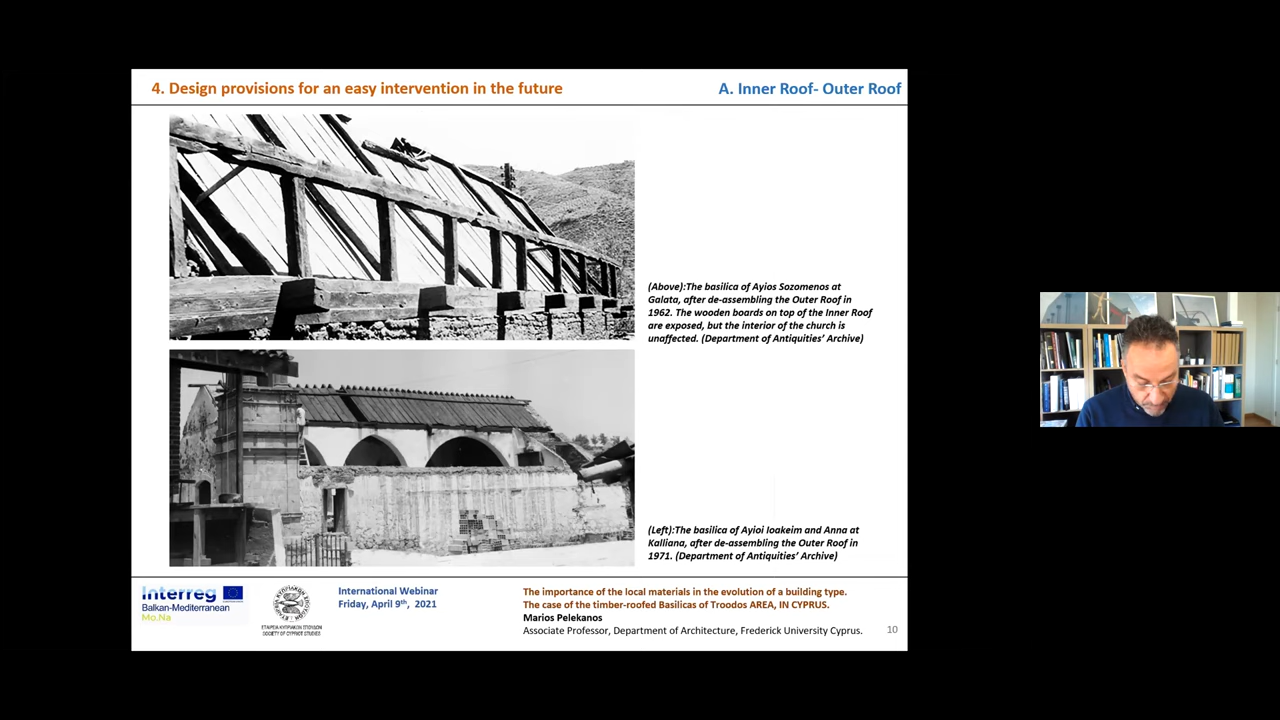 4. Design provisions for an easy intervention in the future
A. Inner Roof- Outer Roof
(Above):The basilica of Ayios Sozomenos at
Galata, after de-assembling the Outer Roof in
1962. The wooden boards on top of the Inner Roof
are exposed, but the interior of the church is
unaffected. (Department of Antiquities’ Archive)
(Left):The basilica of Ayioi Ioakeim and Anna at
Kalliana, after de-assembling the Outer Roof in
1971. (Department of Antiquities’ Archive)
Interreg
Balkan-Mediterranean
Mo.Na
ΕΤΑΙΡΕΙΑ ΚΥΠΡΙΑΚΩΝ ΣΠΟΥΔΩΝ
SOCIETY OF CYPRIOT STUDIES
International Webinar
Friday, April 9th, 2021
The importance of the local materials in the evolution of a building type.
The case of the timber-roofed Basilicas of Troodos AREA, IN CYPRUS.
Marios Pelekanos
Associate Professor, Department of Architecture, Frederick University Cyprus.
10